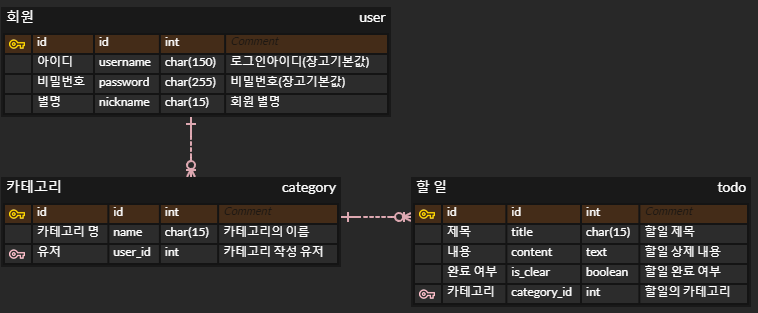 회원 user
id id int Comment
아이디 username char(150) 로그인아이디(장고기본값)
비밀번호 password char(255) 비밀번호(장고기본값)
별명 nickname char(15) 회원 별명
카테고리 category
id id int Comment
카테고리 명 name char(15) 카테고리의 이름
유저 user_id int 카테고리 작성 유저
할 일 todo
id id int Comment
제목 title char(15) 할일 제목
내용 content text 할일 상제 내용
완료 여부 is_clear boolean 할일 완료 여부
카테고리 category_id int 할일의 카테고리